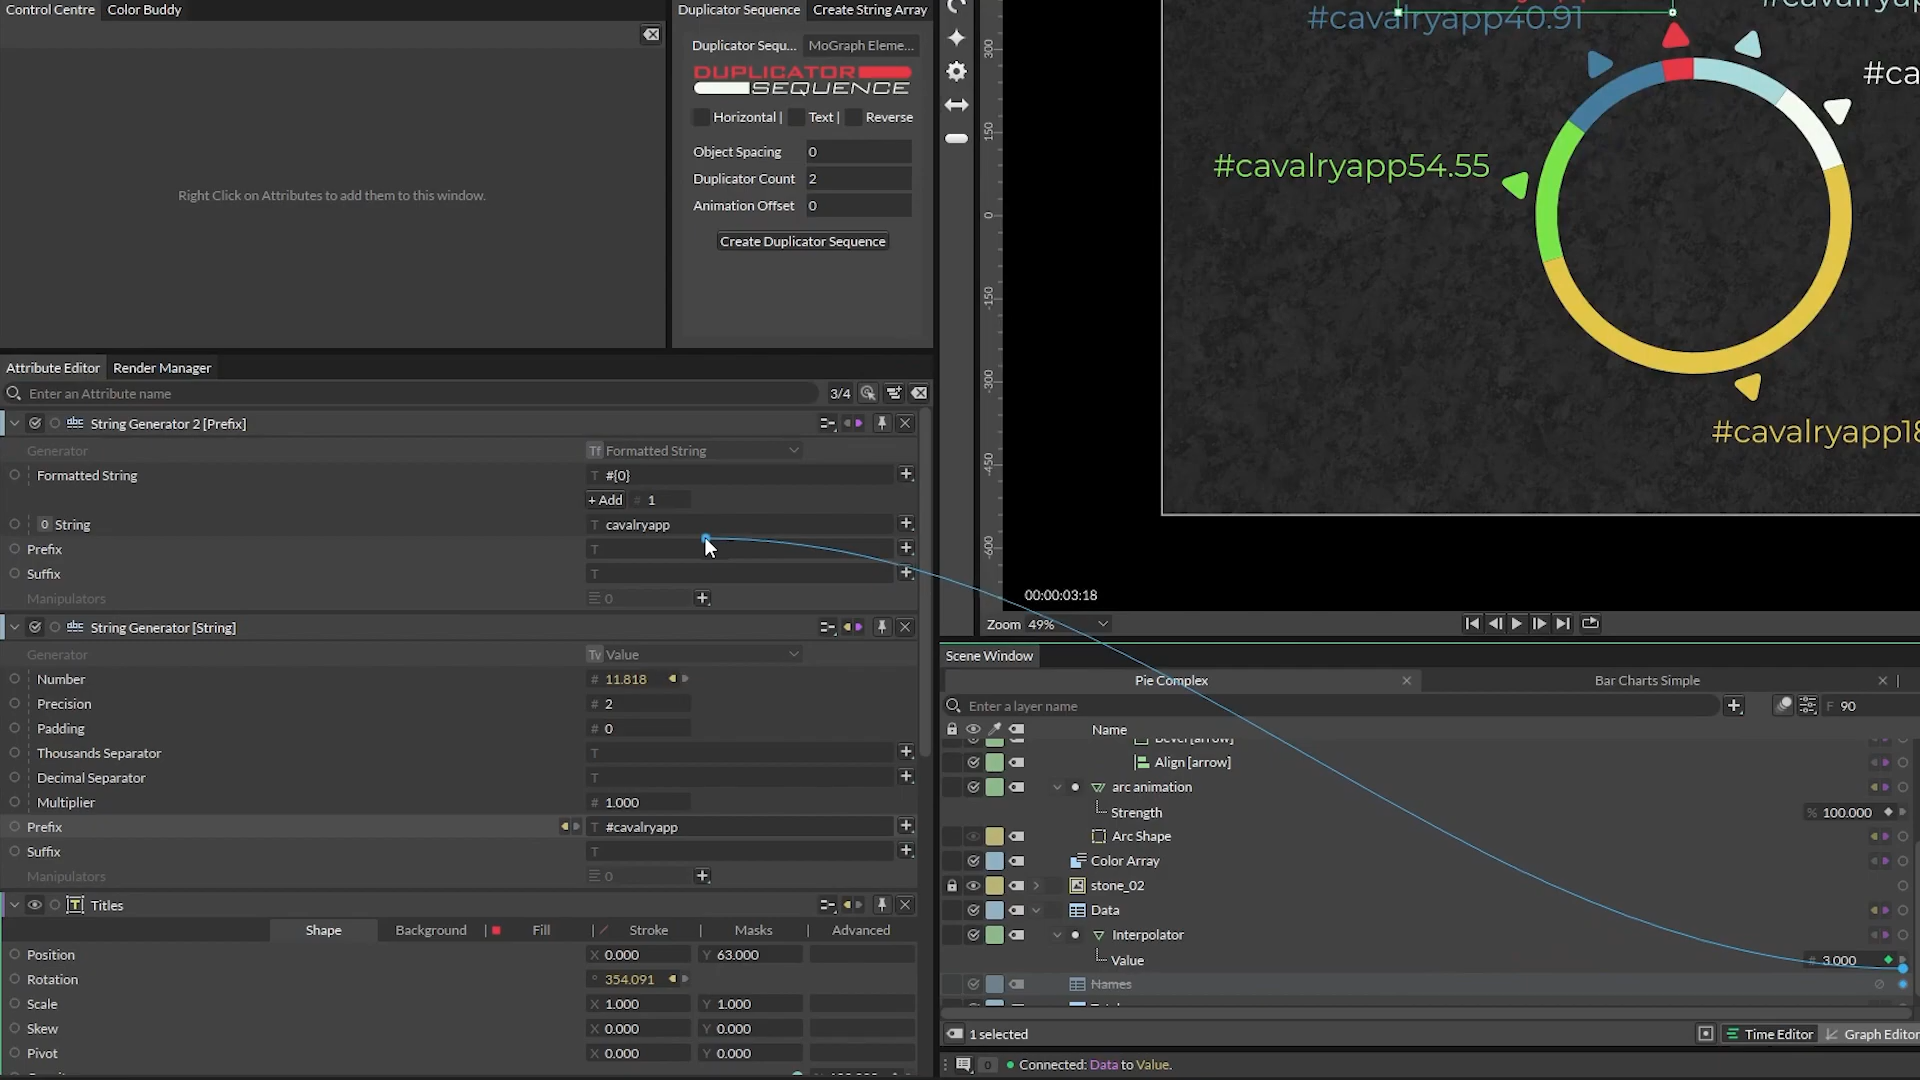 Control Centre Color Buddy
Right Click on Attributes to add them to this window.
Duplicator Sequence Create String Array
Duplicator Sequ... MoGraph Eleme...
DUPLICATOR
SEQUENCE
Horizontal | Text | Reverse
Object Spacing 0
Duplicator Count 2
Animation Offset 0
Create Duplicator Sequence
Attribute Editor Render Manager
Enter an Attribute name 3/4
String Generator 2 [Prefix]
Generator Formatted String
Formatted String #{0}
+ Add # 1
0 String cavalryapp
Prefix
Suffix
Manipulators 0
String Generator [String]
Generator Value
Number # 11.818
Precision # 2
Padding # 0
Thousands Separator
Decimal Separator
Multiplier # 1.000
Prefix #cavalryapp
Suffix
Manipulators 0
Titles
Shape Background | Fill | Stroke | Masks | Advanced
Position X 0.000 Y 63.000
Rotation ° 354.091
Scale X 1.000 Y 1.000
Skew X 0.000 Y 0.000
Pivot X 0.000 Y 0.000
300
150
0
-150
-300
-450
-600
#cavalryapp40.91
#ca
#cavalryapp54.55
#cavalryapp18
00:00:03:18
Zoom 49%
Scene Window
Pie Complex Bar Charts Simple
Enter a layer name F 90
Name
Bevel [arrow]
Align [arrow]
arc animation
Strength % 100.000
Arc Shape
Color Array
stone_02
Data
Interpolator
Value # 3.000
Names
1 selected Time Editor Graph Editor
0 Connected: Data to Value.